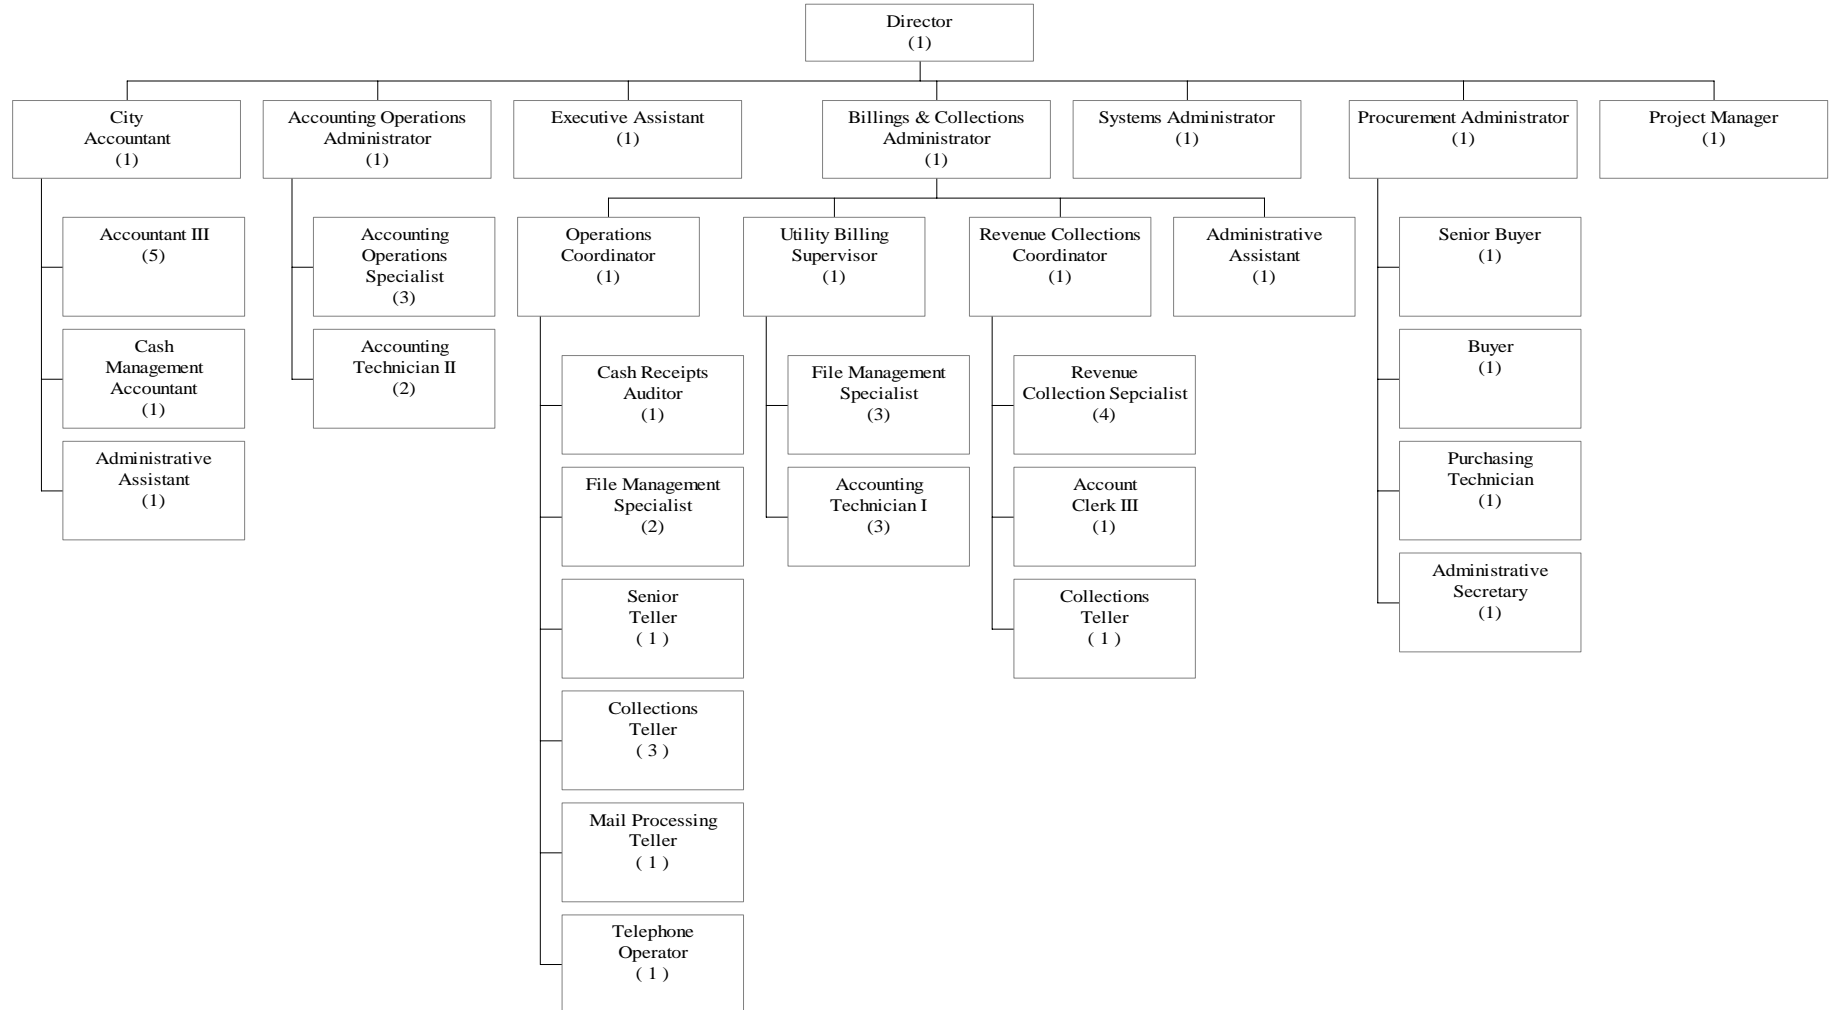 Director
(1)
City
Accountant
(1)
Accounting Operations
Administrator
(1)
Executive Assistant
(1)
Billings & Collections
Administrator
(1)
Systems Administrator
(1)
Procurement Administrator
(1)
Project Manager
(1)
Accountant III
(5)
Cash
Management
Accountant
(1)
Administrative
Assistant
(1)
Accounting
Operations
Specialist
(3)
Accounting
Technician II
(2)
Operations
Coordinator
(1)
Cash Receipts
Auditor
(1)
File Management
Specialist
(2)
Senior
Teller
( 1 )
Collections
Teller
( 3 )
Mail Processing
Teller
( 1 )
Telephone
Operator
( 1 )
Utility Billing
Supervisor
(1)
File Management
Specialist
(3)
Accounting
Technician I
(3)
Revenue Collections
Coordinator
(1)
Revenue
Collection Sepcialist
(4)
Account
Clerk III
(1)
Collections
Teller
( 1 )
Administrative
Assistant
(1)
Senior Buyer
(1)
Buyer
(1)
Purchasing
Technician
(1)
Administrative
Secretary
(1)